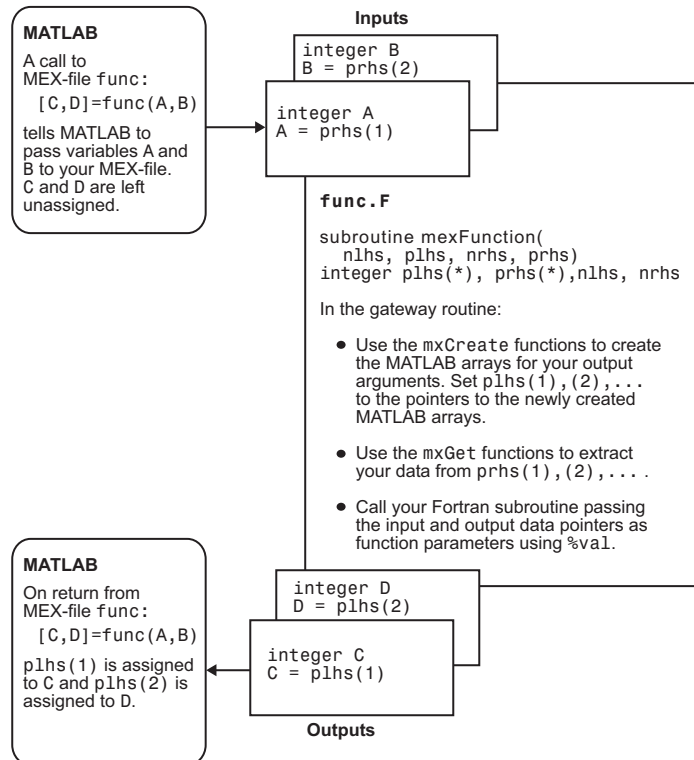 Inputs
MATLAB
A call to
MEX-file func:
[C,D]=func(A,B)
tells MATLAB to
pass variables A and
B to your MEX-file.
C and D are left
unassigned.
integer B
B = prhs(2)
integer A
A = prhs(1)
func.F
subroutine mexFunction(
nlhs, plhs, nrhs, prhs)
integer plhs(*), prhs(*),nlhs, nrhs
In the gateway routine:
• Use the mxCreate functions to create
the MATLAB arrays for your output
arguments. Set plhs(1),(2),...
to the pointers to the newly created
MATLAB arrays.
• Use the mxGet functions to extract
your data from prhs(1),(2),... .
• Call your Fortran subroutine passing
the input and output data pointers as
function parameters using %val.
MATLAB
On return from
MEX-file func:
[C,D]=func(A,B)
plhs(1) is assigned
to C and plhs(2) is
assigned to D.
integer D
D = plhs(2)
integer C
C = plhs(1)
Outputs